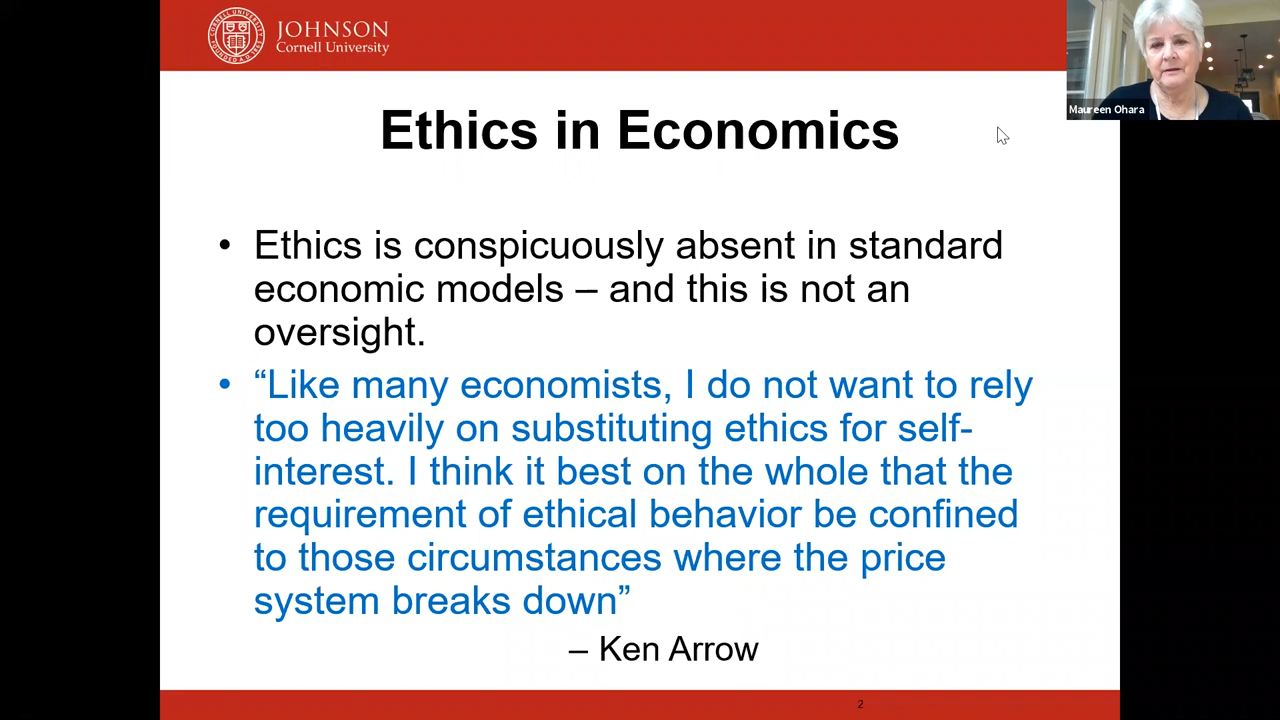 JOHNSON
Cornell University
Maureen Ohara
Ethics in Economics
• Ethics is conspicuously absent in standard
economic models – and this is not an
oversight.
• “Like many economists, I do not want to rely
too heavily on substituting ethics for self-
interest. I think it best on the whole that the
requirement of ethical behavior be confined
to those circumstances where the price
system breaks down”
– Ken Arrow
2